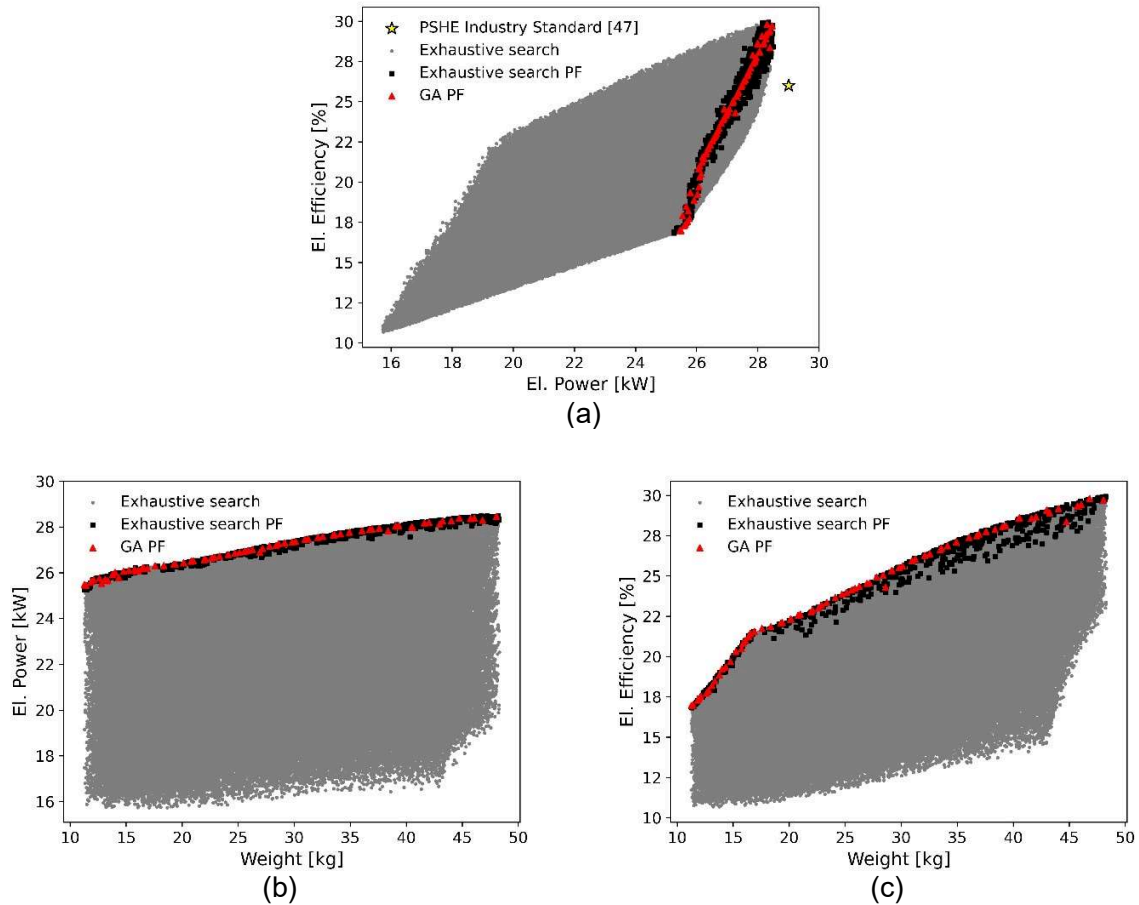 PSHE Industry Standard [47]
Exhaustive search
Exhaustive search PF
GA PF
El. Efficiency [%]
30
28
25
22
20
18
15
12
10
16
18
20
22
24
26
28
30
El. Power [kW]
(a)
Exhaustive search
Exhaustive search PF
GA PF
El. Power [kW]
30
28
26
24
22
20
18
16
10
15
20
25
30
35
40
45
50
Weight [kg]
(b)
Exhaustive search
Exhaustive search PF
GA PF
El. Efficiency [%]
30
28
25
22
20
18
15
12
10
10
15
20
25
30
35
40
45
50
Weight [kg]
(c)